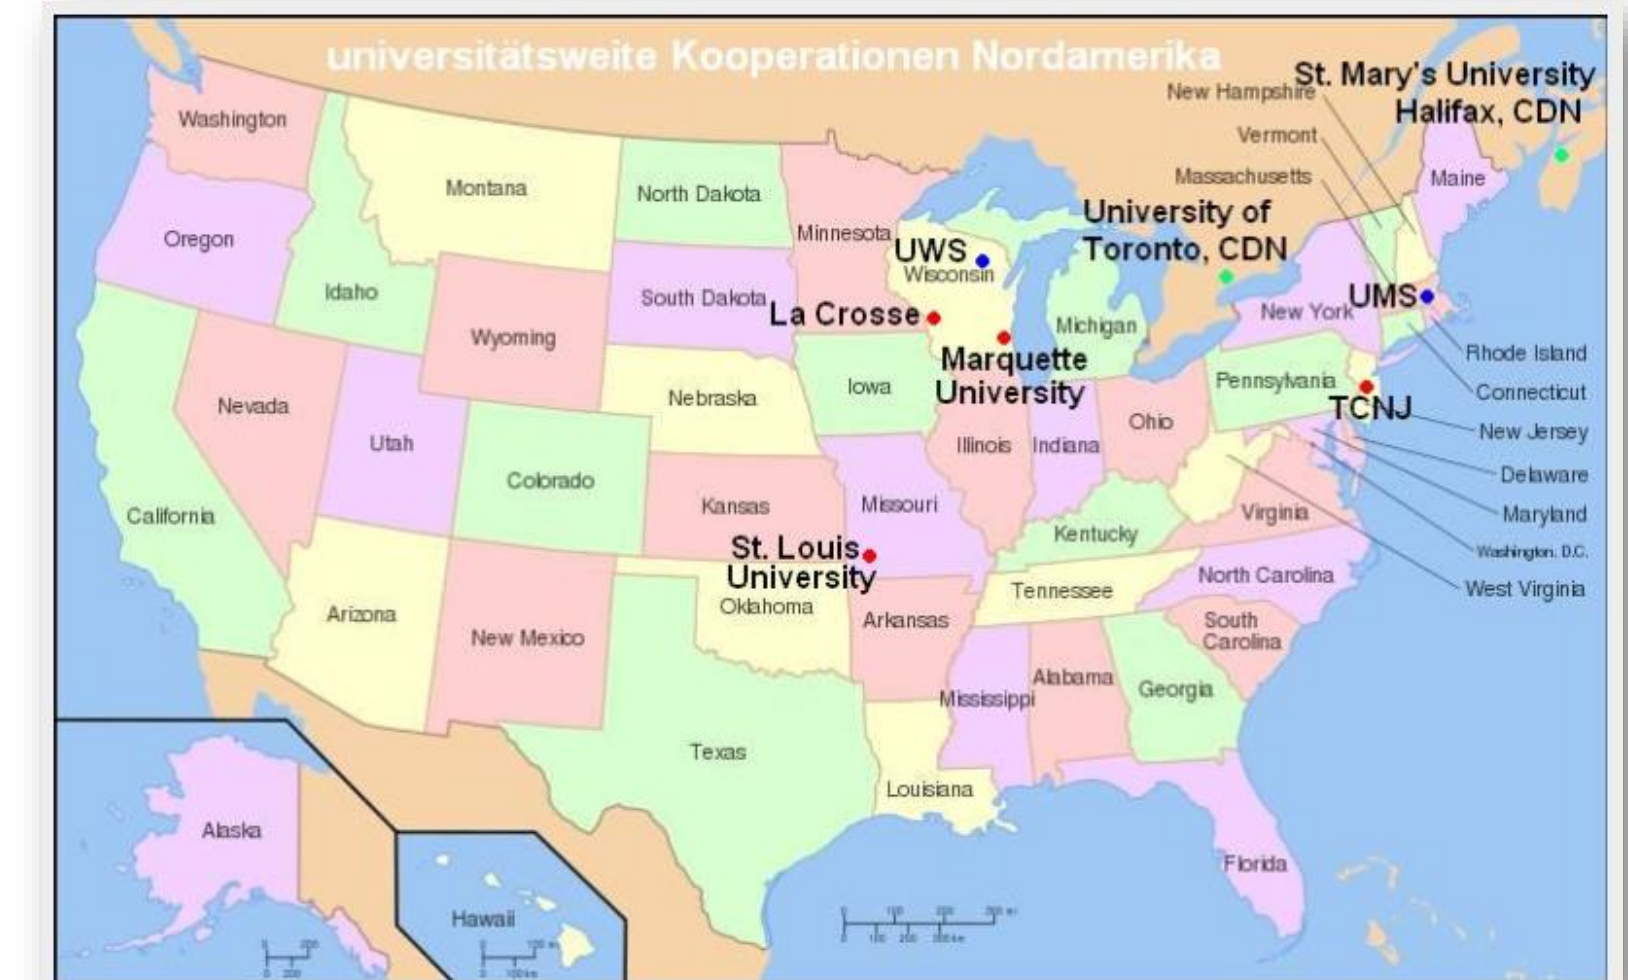 universitätsweite Kooperationen Nordamerika
St. Mary's University
Halifax, CDN
New Hampshire
Vermont
Massachusetts
Maine
Washington
Montana
North Dakota
Minnesota
University of
Toronto, CDN
Oregon
Idaho
UWS
Wisconsin
South Dakota
Wyoming
La Crosse
Michigan
New York
UMS
Marquette
University
Rhode Island
Connecticut
Nevada
Nebraska
Iowa
Pennsylvania
TCNJ
New Jersey
Utah
Colorado
Illinois
Indiana
Ohio
Delaware
California
Kansas
Missouri
Kentucky
Virginia
Maryland
Washington, D.C.
West Virginia
St. Louis
University
Oklahoma
Tennessee
North Carolina
Arizona
New Mexico
Arkansas
South
Carolina
Mississippi
Alabama
Georgia
Texas
Louisiana
Alaska
Florida
Hawaii